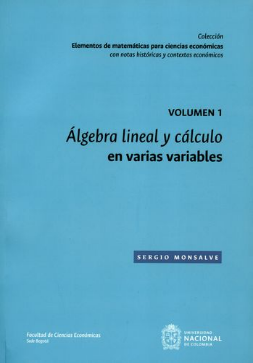 Colección
Elementos de matemáticas para ciencias económicas
con notas históricas y contextos económicos
VOLUMEN 1
Álgebra lineal y cálculo
en varias variables
SERGIO MONSALVE
Facultad de Ciencias Económicas
Sede Bogotá
UNIVERSIDAD
NACIONAL
DE COLOMBIA